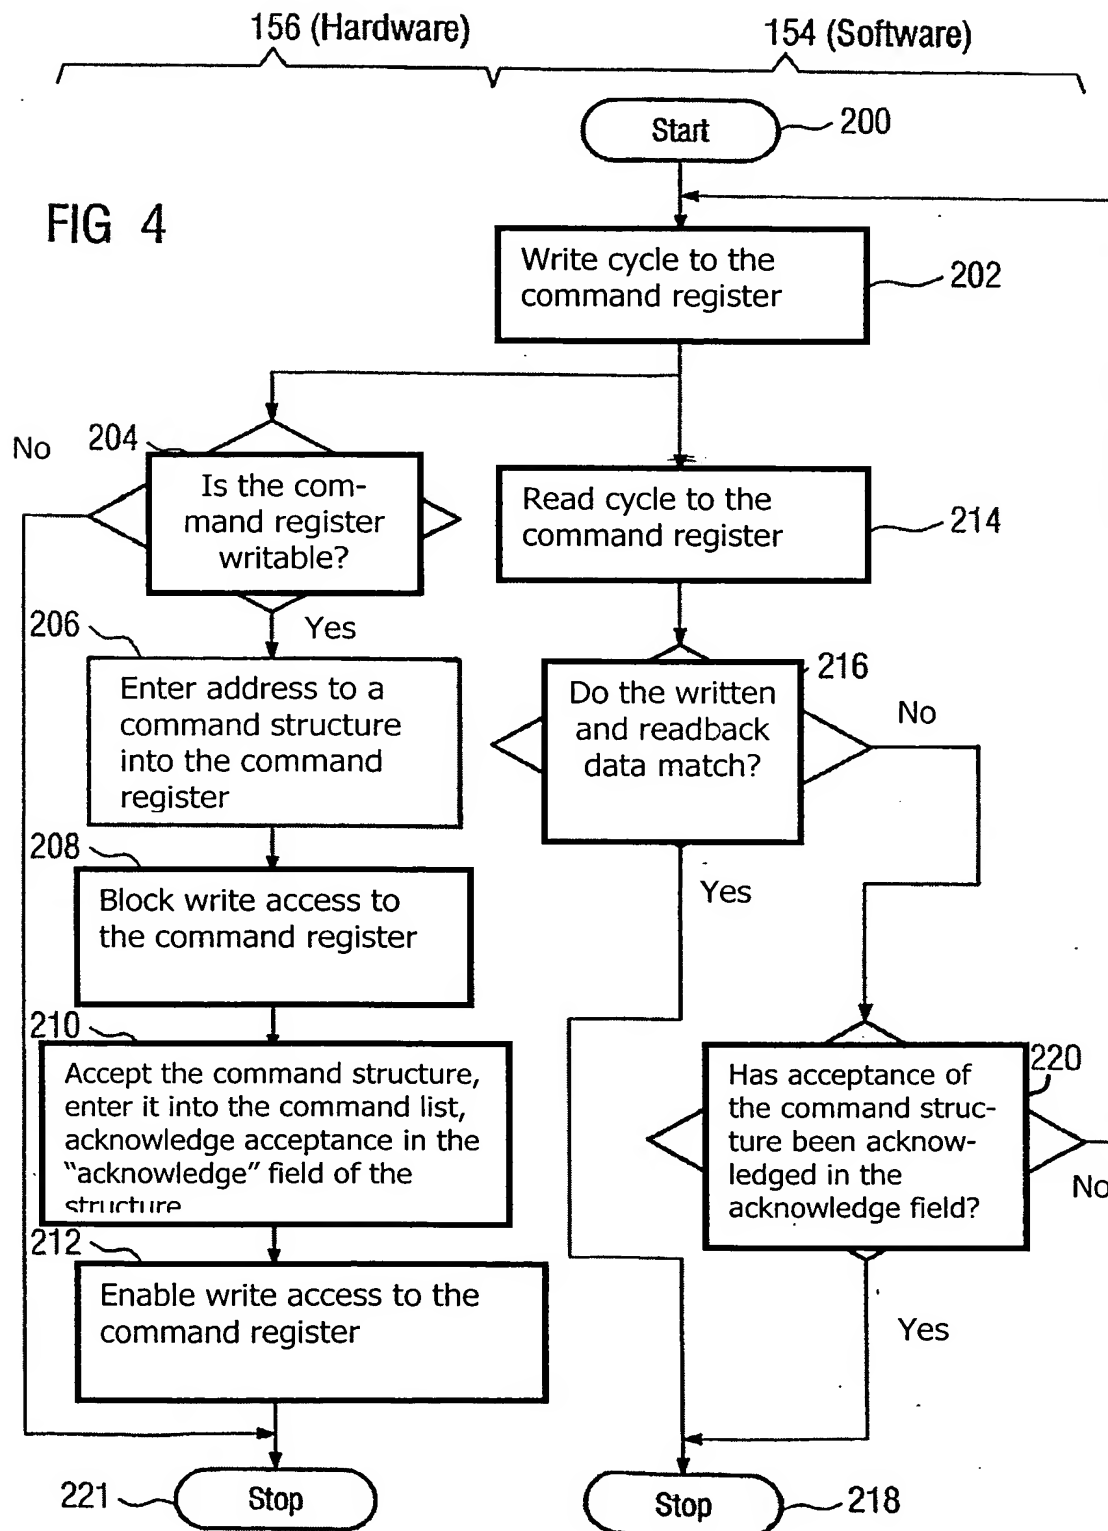 156 (Hardware)
154 (Software)
Start
200
FIG 4
Write cycle to the
command register
202
No
204
Is the com-
mand register
writable?
Read cycle to the
command register
214
Yes
206
Enter address to a
command structure
into the command
register
216
Do the written
and readback
data match?
No
208
Block write access to
the command register
Yes
210
Accept the command structure,
enter it into the command list,
acknowledge acceptance in the
“acknowledge” field of the
structure
220
Has acceptance of
the command struc-
ture been acknow-
ledged in the
acknowledge field?
No
212
Enable write access to the
command register
Yes
221
Stop
Stop
218